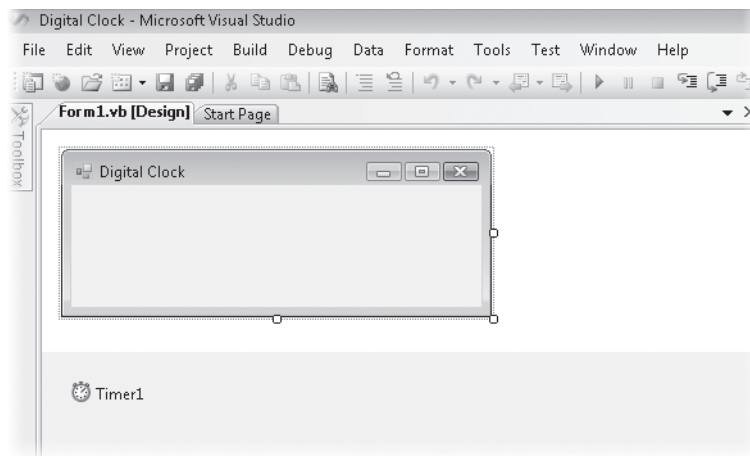 Digital Clock - Microsoft Visual Studio
File Edit View Project Build Debug Data Format Tools Test Window Help
Form1.vb [Design] Start Page
Toolbox
Digital Clock
Timer1